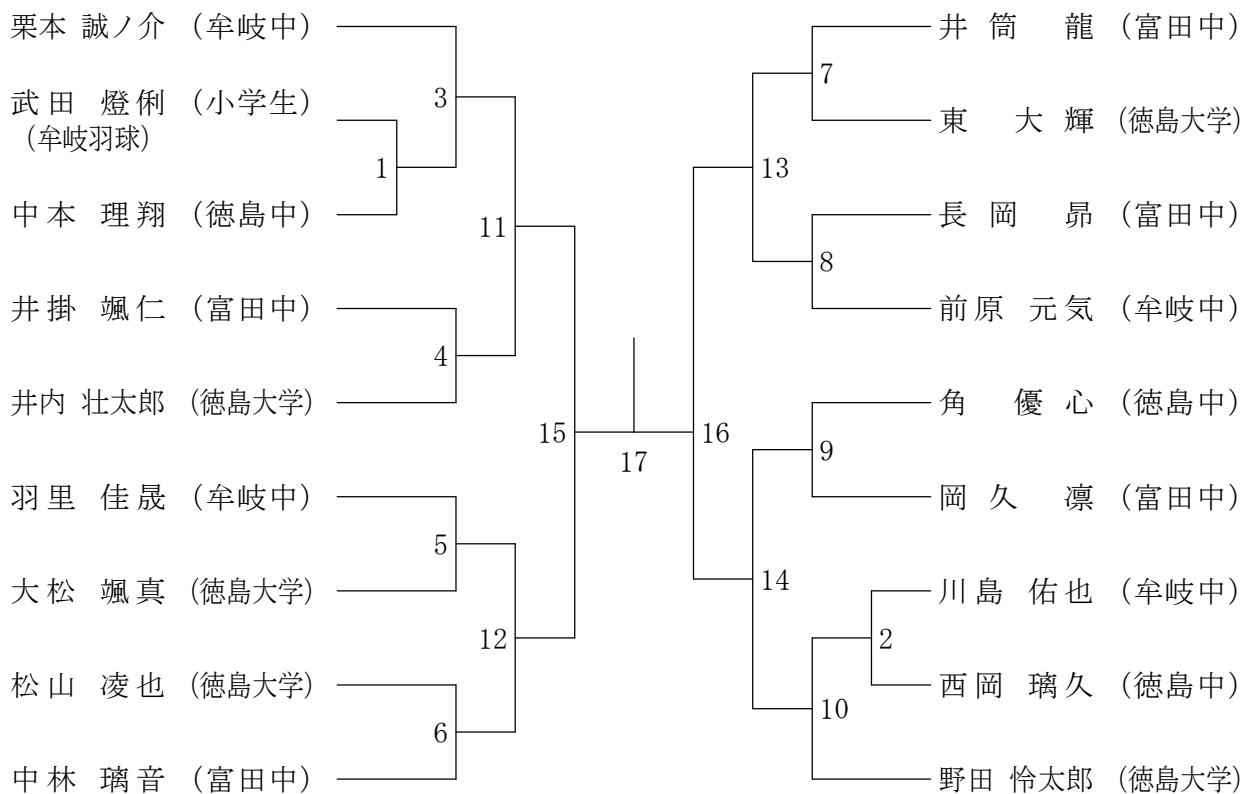 栗本 誠ノ介 (牟岐中)
武田 燈俐 (小学生)
(牟岐羽球)
中本 理翔 (徳島中)
井掛 颯仁 (富田中)
井内 壮太郎 (徳島大学)
羽里 佳晟 (牟岐中)
大松 颯真 (徳島大学)
松山 凌也 (徳島大学)
中林 璃音 (富田中)
3
1
11
4
15
5
12
6
17
7
13
8
16
9
14
2
10
井筒 龍 (富田中)
東 大輝 (徳島大学)
長岡 昴 (富田中)
前原 元気 (牟岐中)
角 優心 (徳島中)
岡久 凛 (富田中)
川島 佑也 (牟岐中)
西岡 璃久 (徳島中)
野田 怜太郎 (徳島大学)